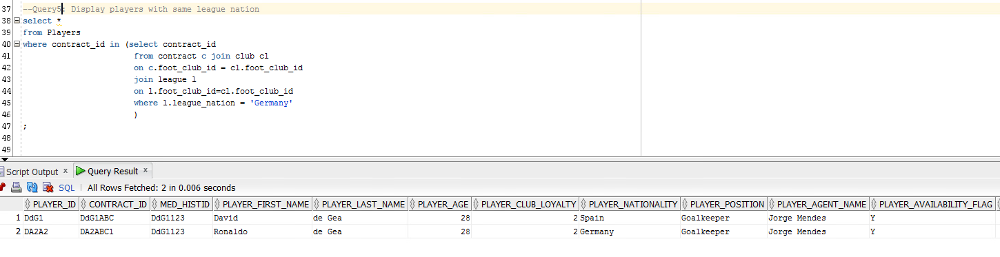 37 --Query5: Display players with same league nation
38 select *
39 from Players
40 where contract_id in (select contract_id
41 from contract c join club cl
42 on c.foot_club_id = cl.foot_club_id
43 join league l
44 on l.foot_club_id=cl.foot_club_id
45 where l.league_nation = 'Germany'
46 )
47 ;
48
49
Script Output x Query Result x
SQL | All Rows Fetched: 2 in 0.006 seconds
PLAYER_ID CONTRACT_ID MED_HISTID PLAYER_FIRST_NAME PLAYER_LAST_NAME PLAYER_AGE PLAYER_CLUB_LOYALTY PLAYER_NATIONALITY PLAYER_POSITION PLAYER_AGENT_NAME PLAYER_AVAILABILITY_FLAG
1 DdG1 DdG1ABC DdG1123 David de Gea 28 2 Spain Goalkeeper Jorge Mendes Y
2 DA2A2 DA2ABC1 DdG1123 Ronaldo de Gea 28 2 Germany Goalkeeper Jorge Mendes Y